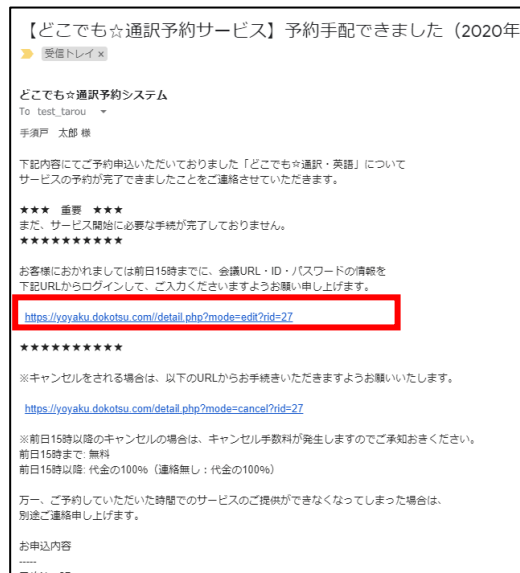 【どこでも☆通訳予約サービス】予約手配できました（2020年
受信トレイ ×
どこでも☆通訳予約システム
To test_tarou
手須戸 太郎 様
下記内容にてご予約申込いただいておりました「どこでも☆通訳・英語」について
サービスの予約が完了できましたことをご連絡させていただきます。
★★★ 重要 ★★★
まだ、サービス開始に必要な手続が完了しておりません。
★★★★★★★★★★
お客様におかれましては前日15時までに、会議URL・ID・パスワードの情報を
下記URLからログインして、ご入力くださいますようお願い申し上げます。
https://yoyaku.dokotsu.com//detail.php?mode=edit?rid=27
★★★★★★★★★★
※キャンセルをされる場合は、以下のURLからお手続きいただきますようお願いいたします。
https://yoyaku.dokotsu.com/detail.php?mode=cancel?rid=27
※前日15時以降のキャンセルの場合は、キャンセル手数料が発生しますのでご承知おきください。
前日15時まで: 無料
前日15時以降: 代金の100%（連絡無し：代金の100%）
万一、ご予約していただいた時間でのサービスのご提供ができなくなってしまった場合は、
別途ご連絡申し上げます。
お申込内容
-----